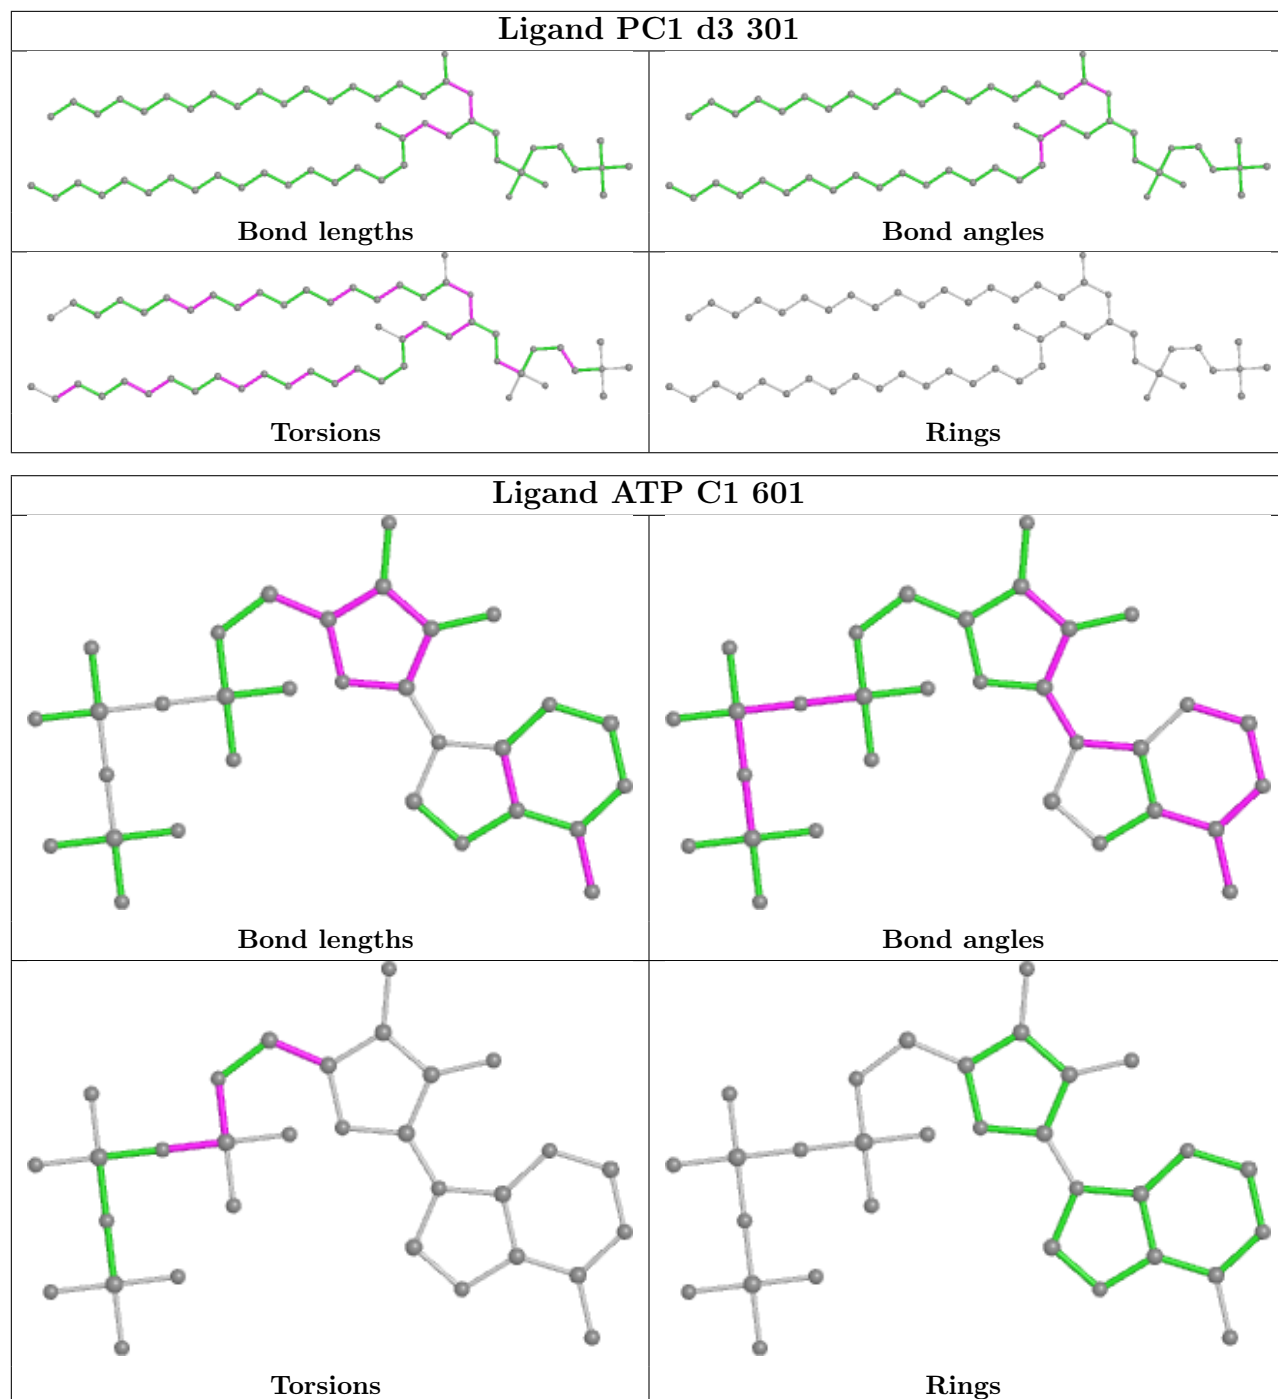 Ligand PC1 d3 301
Bond lengths
Bond angles
Torsions
Rings
Ligand ATP C1 601
Bond lengths
Bond angles
Torsions
Rings